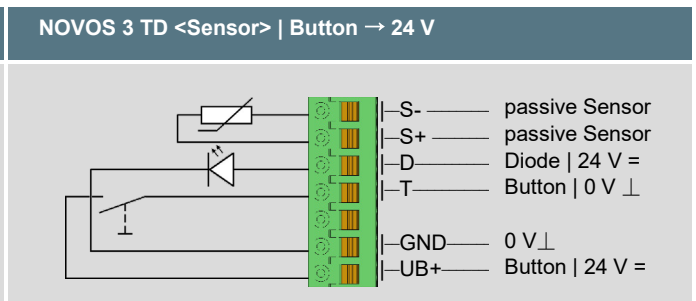 NOVOS 3 TD <Sensor> | Button → 24 V
S- passive Sensor
S+ passive Sensor
D Diode | 24 V =
T Button | 0 V ⊥
GND 0 V⊥
UB+ Button | 24 V =